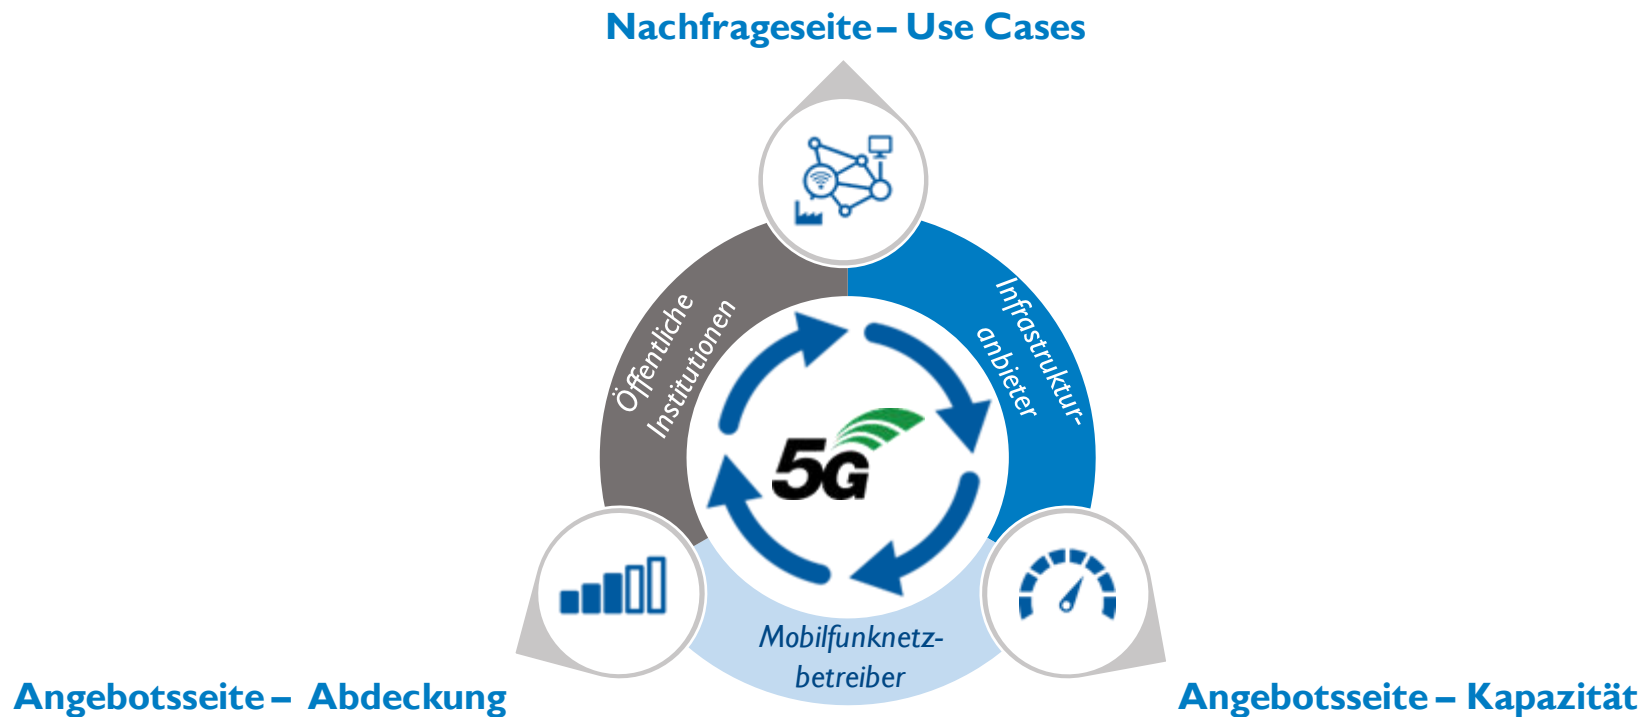 Nachfrageseite – Use Cases
Öffentliche
Institutionen
Infrastruktur-
anbieter
5G
Mobilfunknetz-
betreiber
Angebotsseite – Abdeckung
Angebotsseite – Kapazität